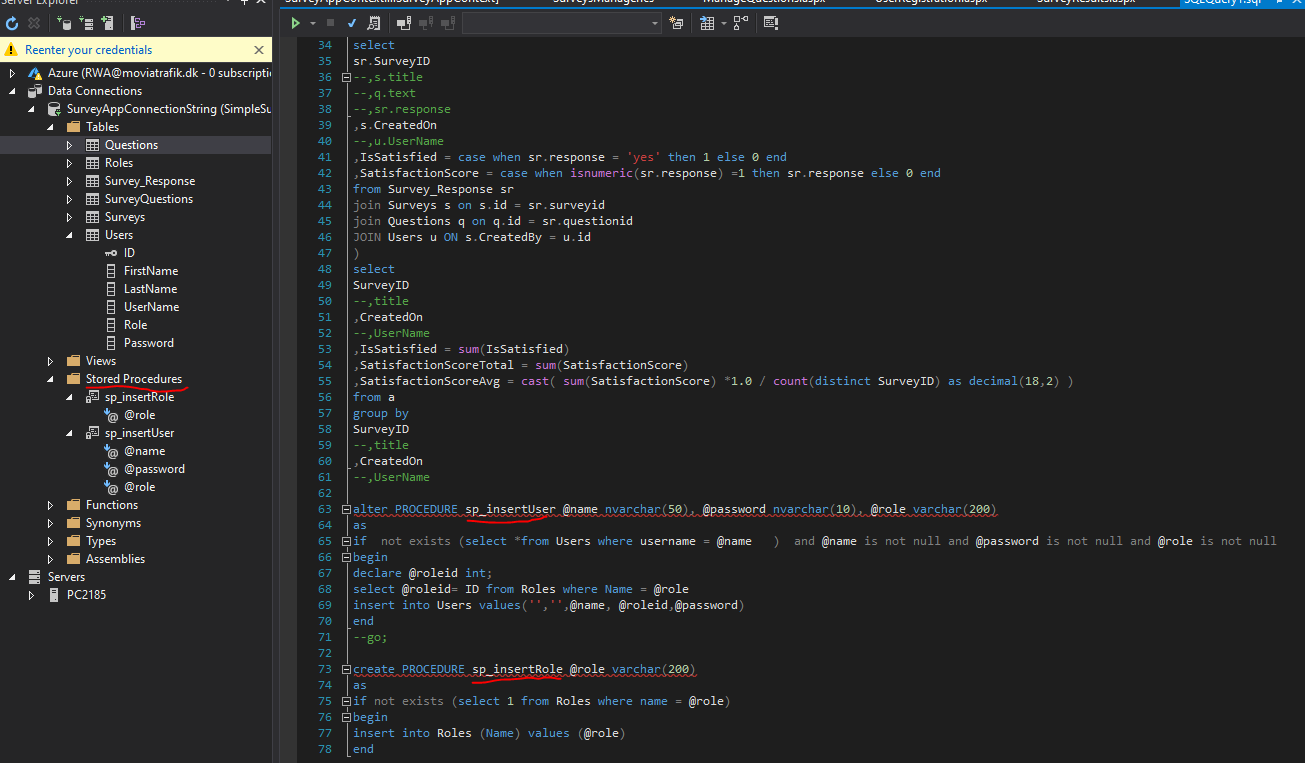 Server Explorer
Reenter your credentials
Azure (RWA@moviatrafik.dk - 0 subscriptio
Data Connections
SurveyAppConnectionString (SimpleSu
Tables
Questions
Roles
Survey_Response
SurveyQuestions
Surveys
Users
ID
FirstName
LastName
UserName
Role
Password
Views
Stored Procedures
sp_insertRole
@role
sp_insertUser
@name
@password
@role
Functions
Synonyms
Types
Assemblies
Servers
PC2185
34 select
35 sr.SurveyID
36 --,s.title
37 --,q.text
38 --,sr.response
39 ,s.CreatedOn
40 --,u.UserName
41 ,IsSatisfied = case when sr.response = 'yes' then 1 else 0 end
42 ,SatisfactionScore = case when isnumeric(sr.response) =1 then sr.response else 0 end
43 from Survey_Response sr
44 join Surveys s on s.id = sr.surveyid
45 join Questions q on q.id = sr.questionid
46 JOIN Users u ON s.CreatedBy = u.id
47 )
48 select
49 SurveyID
50 --,title
51 ,CreatedOn
52 --,UserName
53 ,IsSatisfied = sum(IsSatisfied)
54 ,SatisfactionScoreTotal = sum(SatisfactionScore)
55 ,SatisfactionScoreAvg = cast( sum(SatisfactionScore) *1.0 / count(distinct SurveyID) as decimal(18,2) )
56 from a
57 group by
58 SurveyID
59 --,title
60 ,CreatedOn
61 --,UserName
62
63 alter PROCEDURE sp_insertUser @name nvarchar(50), @password nvarchar(10), @role varchar(200)
64 as
65 if  not exists (select *from Users where username = @name   )  and @name is not null and @password is not null and @role is not null
66 begin
67 declare @roleid int;
68 select @roleid= ID from Roles where Name = @role
69 insert into Users values('','',@name, @roleid,@password)
70 end
71 --go;
72
73 create PROCEDURE sp_insertRole @role varchar(200)
74 as
75 if not exists (select 1 from Roles where name = @role)
76 begin
77 insert into Roles (Name) values (@role)
78 end